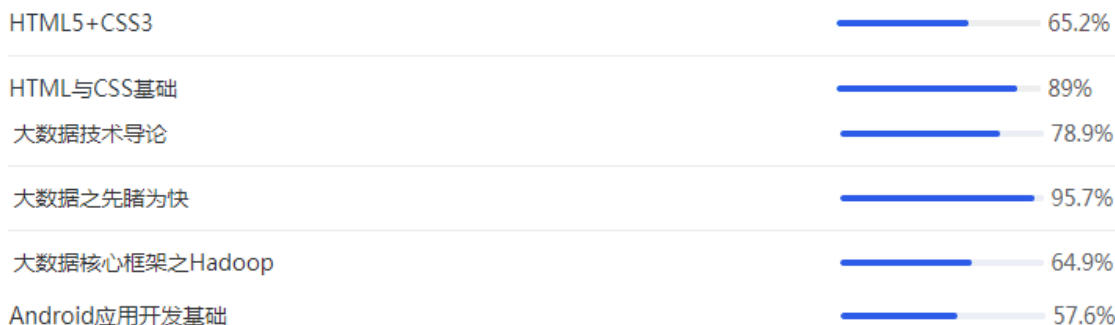 HTML5+CSS3 65.2%
HTML与CSS基础 89%
大数据技术导论 78.9%
大数据之先睹为快 95.7%
大数据核心框架之Hadoop 64.9%
Android应用开发基础 57.6%